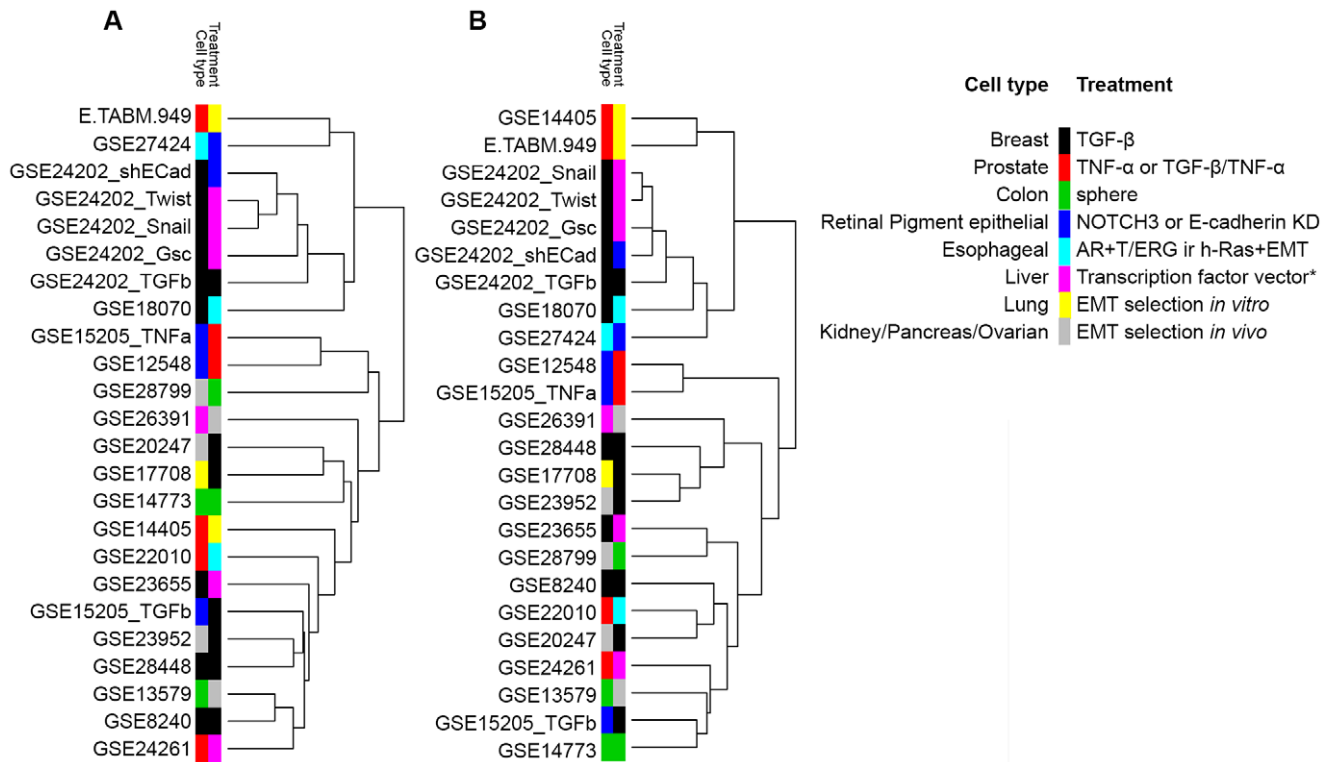 A
Treatment
Cell type
E.TABM.949
GSE27424
GSE24202_shECad
GSE24202_Twist
GSE24202_Snail
GSE24202_Gsc
GSE24202_TGFb
GSE18070
GSE15205_TNFa
GSE12548
GSE28799
GSE26391
GSE20247
GSE17708
GSE14773
GSE14405
GSE22010
GSE23655
GSE15205_TGFb
GSE23952
GSE28448
GSE13579
GSE8240
GSE24261
B
Treatment
Cell type
GSE14405
E.TABM.949
GSE24202_Snail
GSE24202_Twist
GSE24202_Gsc
GSE24202_shECad
GSE24202_TGFb
GSE18070
GSE27424
GSE12548
GSE15205_TNFa
GSE26391
GSE28448
GSE17708
GSE23952
GSE23655
GSE28799
GSE8240
GSE22010
GSE20247
GSE24261
GSE13579
GSE15205_TGFb
GSE14773
Cell type Treatment
Breast TGF-β
Prostate TNF-α or TGF-β/TNF-α
Colon sphere
Retinal Pigment epithelial NOTCH3 or E-cadherin KD
Esophageal AR+T/ERG ir h-Ras+EMT
Liver Transcription factor vector*
Lung EMT selection in vitro
Kidney/Pancreas/Ovarian EMT selection in vivo